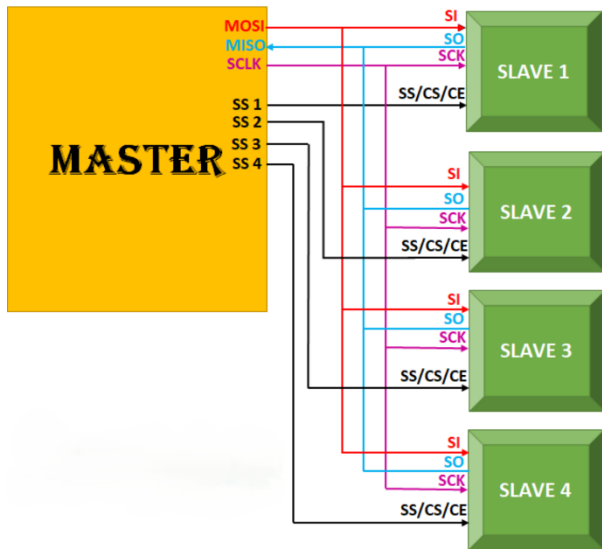 MOSI
MISO
SCLK
SS 1
SS 2
SS 3
SS 4
MASTER
SI
SO
SCK
SS/CS/CE
SLAVE 1
SI
SO
SCK
SS/CS/CE
SLAVE 2
SI
SO
SCK
SS/CS/CE
SLAVE 3
SI
SO
SCK
SS/CS/CE
SLAVE 4